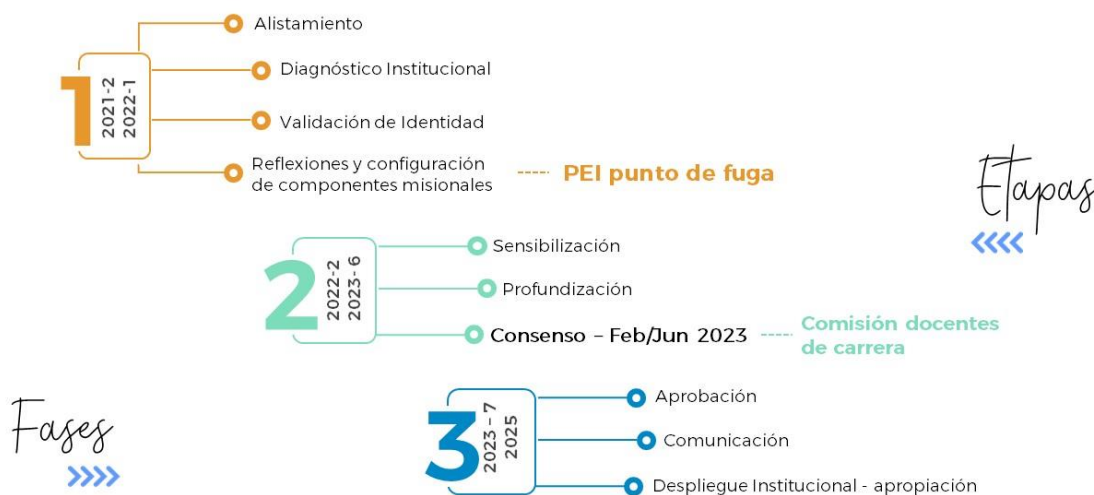 Alistamiento
1
2021-2
2022-1
Diagnóstico Institucional
Validación de Identidad
Reflexiones y configuración
de componentes misionales
PEI punto de fuga
Etapas
2
2022-2
2023- 6
Sensibilización
Profundización
Consenso – Feb/Jun 2023
Comisión docentes
de carrera
Fases
3
2023 – 7
2025
Aprobación
Comunicación
Despliegue Institucional - apropiación